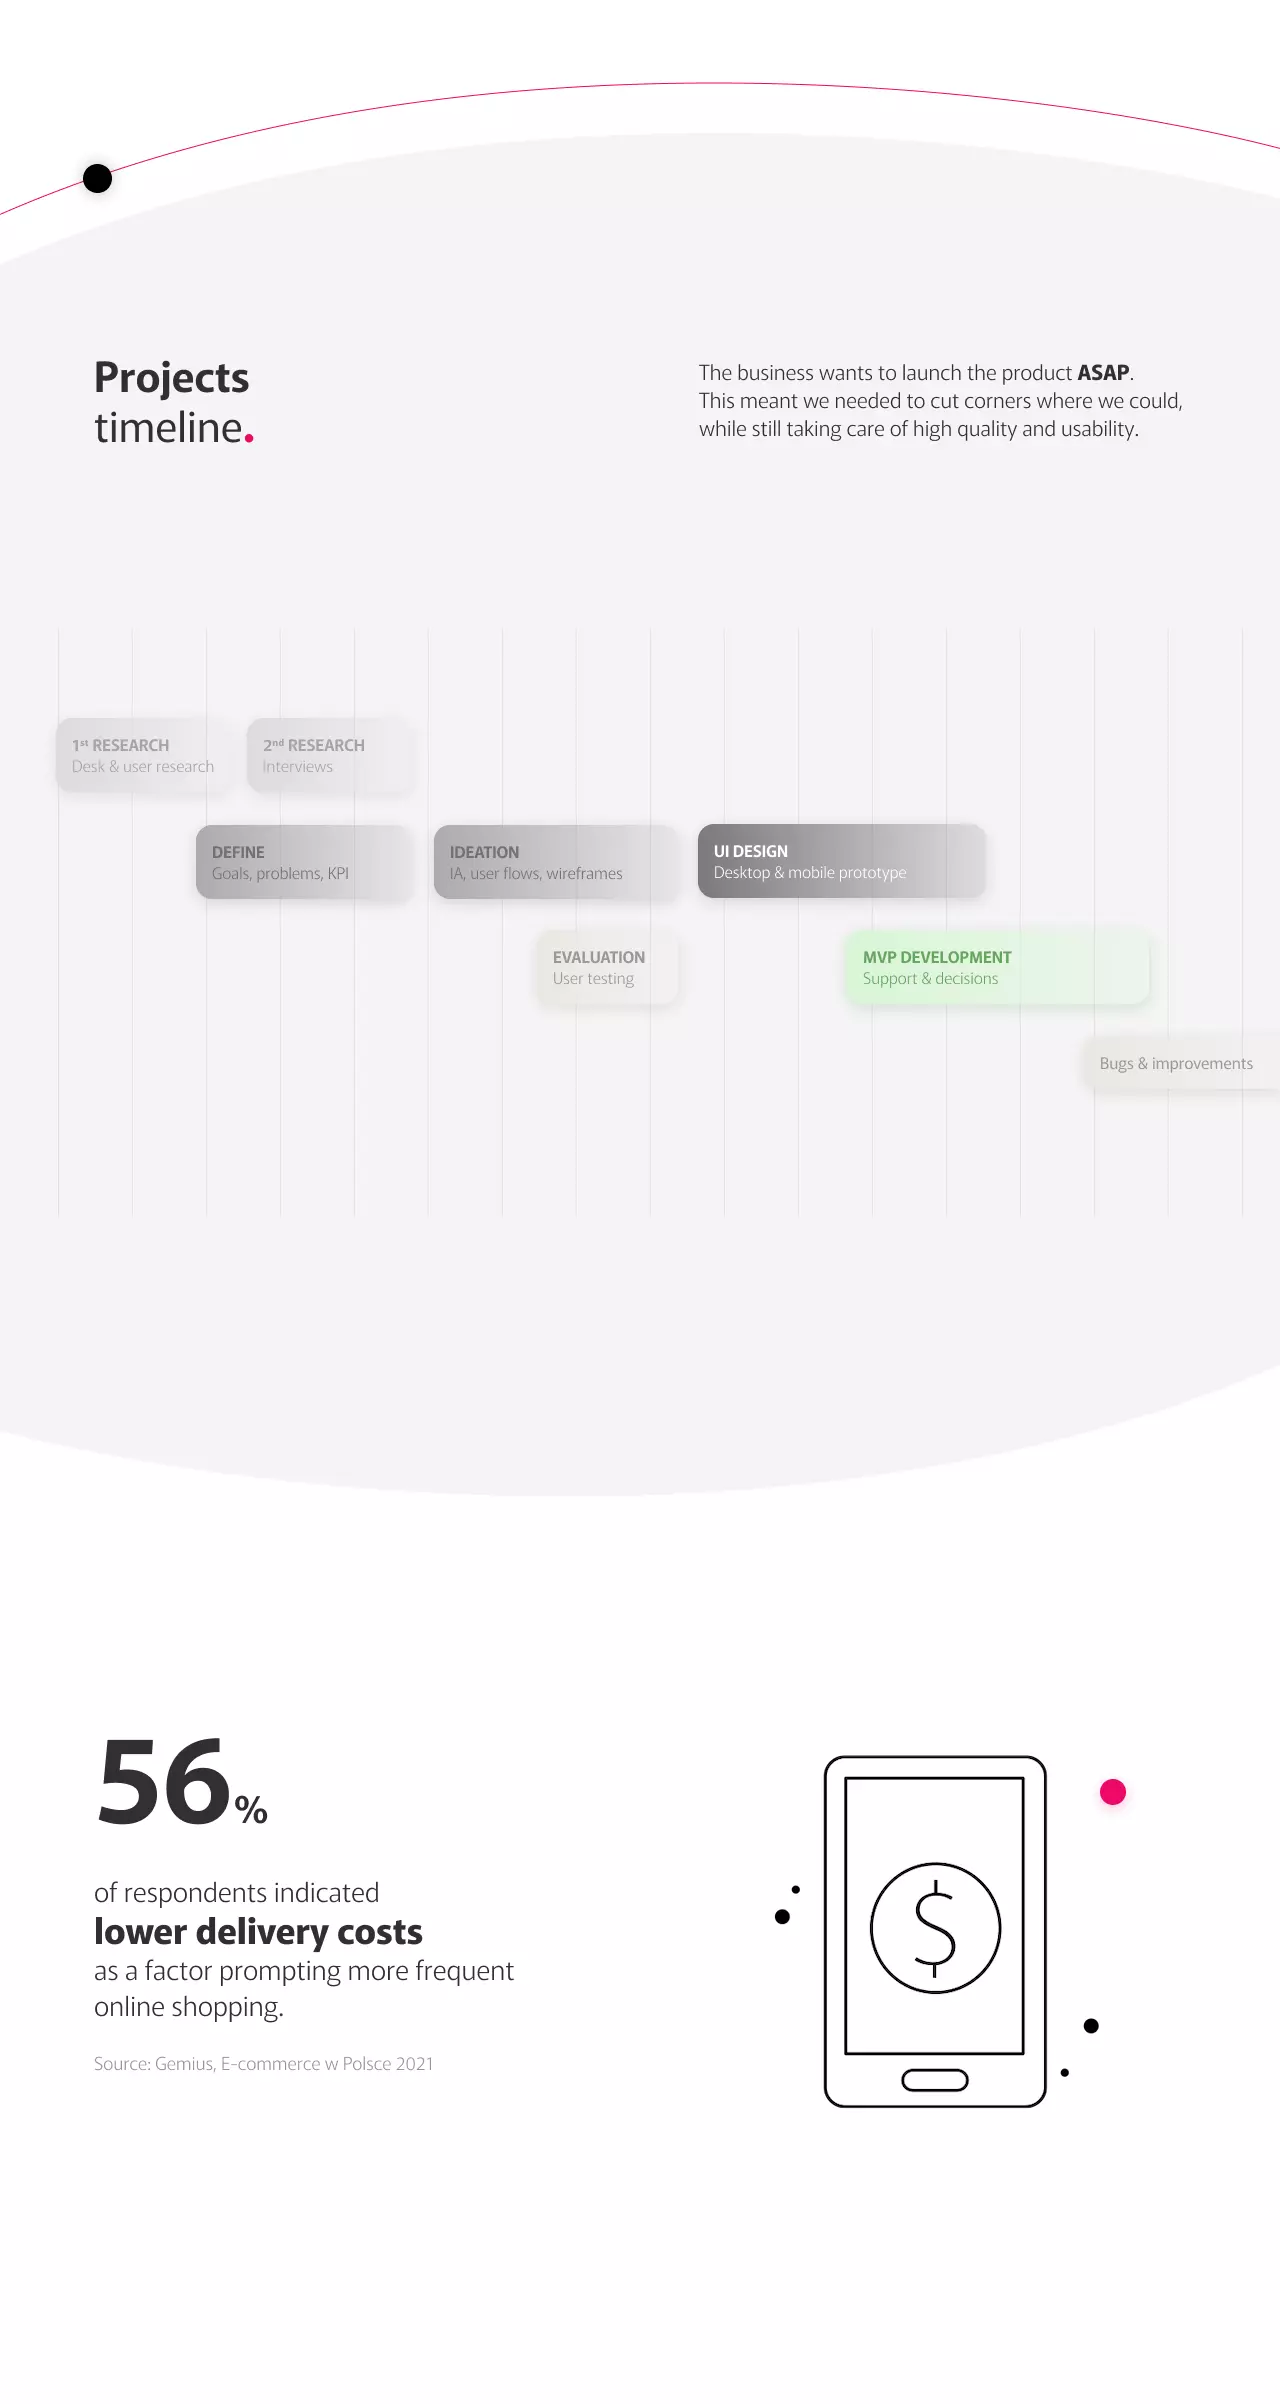 Projects
timeline.
The business wants to launch the product ASAP.
This meant we needed to cut corners where we could,
while still taking care of high quality and usability.
1st RESEARCH
Desk & user research
2nd RESEARCH
Interviews
DEFINE
Goals, problems, KPI
IDEATION
IA, user flows, wireframes
UI DESIGN
Desktop & mobile prototype
EVALUATION
User testing
MVP DEVELOPMENT
Support & decisions
Bugs & improvements
56%
of respondents indicated
lower delivery costs
as a factor prompting more frequent
online shopping.
Source: Gemius, E-commerce w Polsce 2021
$